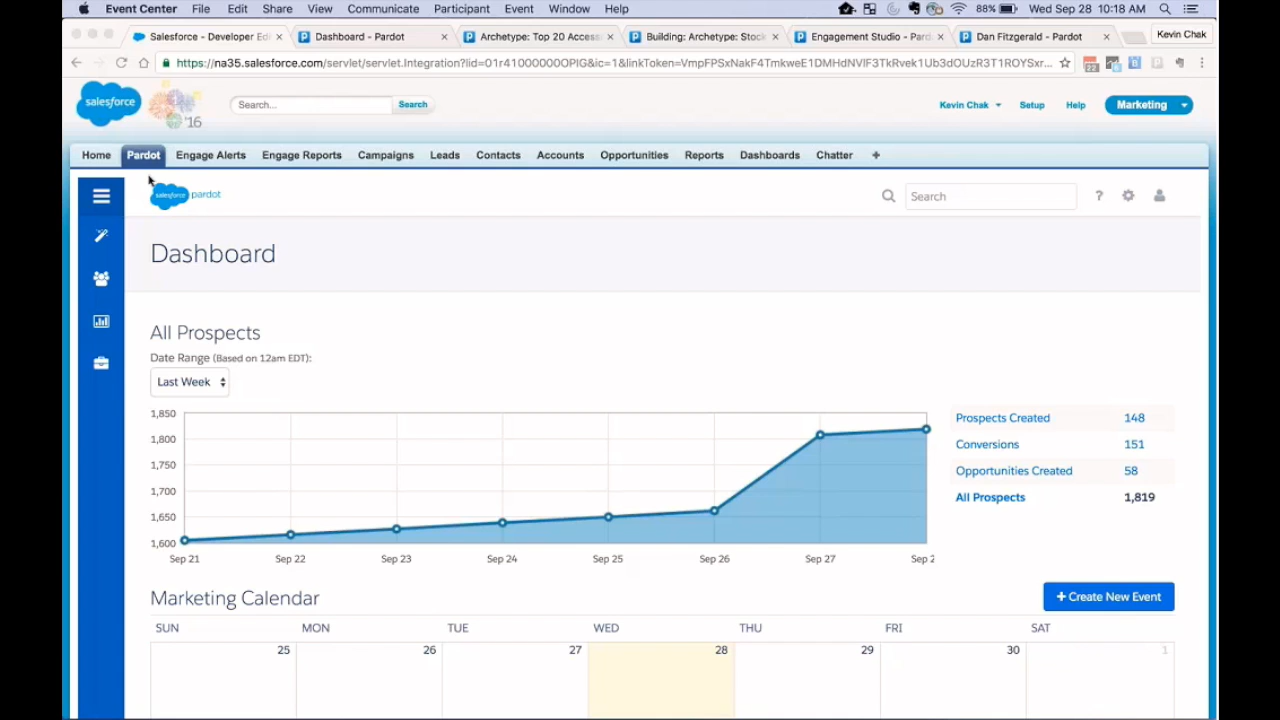 Event Center File Edit Share View Communicate Participant Event Window Help 88% Wed Sep 28 10:18 AM
Salesforce - Developer Edi × Dashboard - Pardot × Archetype: Top 20 Access × Building: Archetype: Stock × Engagement Studio - Pard × Dan Fitzgerald - Pardot × Kevin Chak
salesforce '16
Search... Search
Kevin Chak Setup Help Marketing
Home Pardot Engage Alerts Engage Reports Campaigns Leads Contacts Accounts Opportunities Reports Dashboards Chatter +
salesforce pardot
Search ?
Dashboard
All Prospects
Date Range (Based on 12am EDT):
Last Week
1,850
1,800
1,750
1,700
1,650
1,600
Sep 21 Sep 22 Sep 23 Sep 24 Sep 25 Sep 26 Sep 27 Sep 2
Prospects Created 148
Conversions 151
Opportunities Created 58
All Prospects 1,819
Marketing Calendar
+ Create New Event
SUN MON TUE WED THU FRI SAT
25 26 27 28 29 30 1